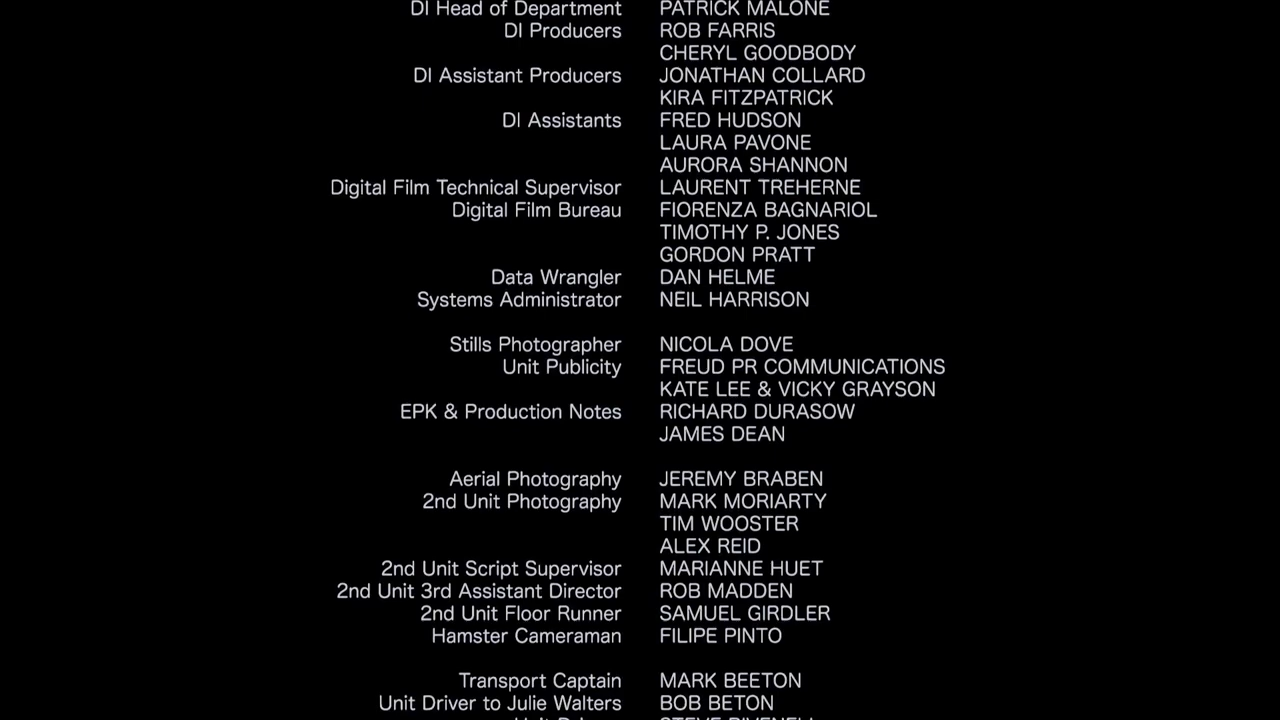 DI Head of Department PATRICK MALONE
DI Producers ROB FARRIS
CHERYL GOODBODY
DI Assistant Producers JONATHAN COLLARD
KIRA FITZPATRICK
DI Assistants FRED HUDSON
LAURA PAVONE
AURORA SHANNON
Digital Film Technical Supervisor LAURENT TREHERNE
Digital Film Bureau FIORENZA BAGNARIOL
TIMOTHY P. JONES
GORDON PRATT
Data Wrangler DAN HELME
Systems Administrator NEIL HARRISON
Stills Photographer NICOLA DOVE
Unit Publicity FREUD PR COMMUNICATIONS
KATE LEE & VICKY GRAYSON
EPK & Production Notes RICHARD DURASOW
JAMES DEAN
Aerial Photography JEREMY BRABEN
2nd Unit Photography MARK MORIARTY
TIM WOOSTER
ALEX REID
2nd Unit Script Supervisor MARIANNE HUET
2nd Unit 3rd Assistant Director ROB MADDEN
2nd Unit Floor Runner SAMUEL GIRDLER
Hamster Cameraman FILIPE PINTO
Transport Captain MARK BEETON
Unit Driver to Julie Walters BOB BETON